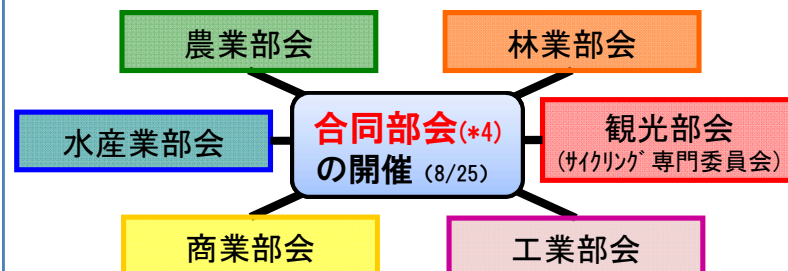 農業部会
林業部会
水産業部会
合同部会(*4)
の開催 (8/25)
観光部会
(ｻｲｸﾘﾝｸﾞ専門委員会)
商業部会
工業部会